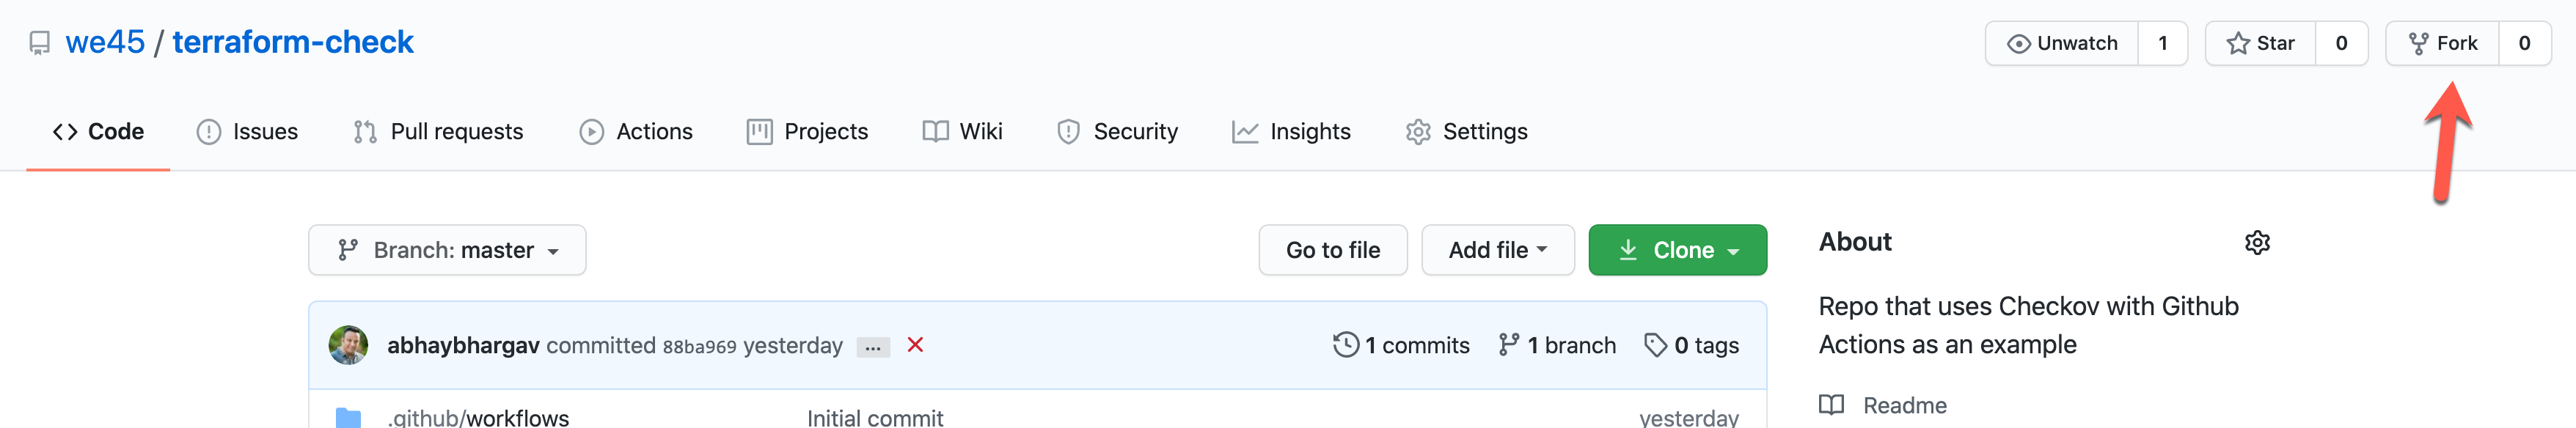 we45 / terraform-check Unwatch 1 Star 0 Fork 0
Code Issues Pull requests Actions Projects Wiki Security Insights Settings
Branch: master Go to file Add file Clone
About
Repo that uses Checkov with Github
Actions as an example
abhaybhargav committed 88ba969 yesterday ... 1 commits 1 branch 0 tags
Readme
.github/workflows Initial commit yesterday